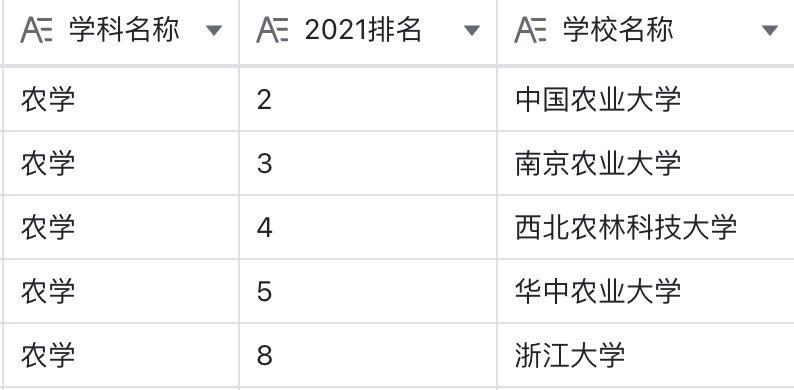 学科名称 2021排名 学校名称
农学 2 中国农业大学
农学 3 南京农业大学
农学 4 西北农林科技大学
农学 5 华中农业大学
农学 8 浙江大学